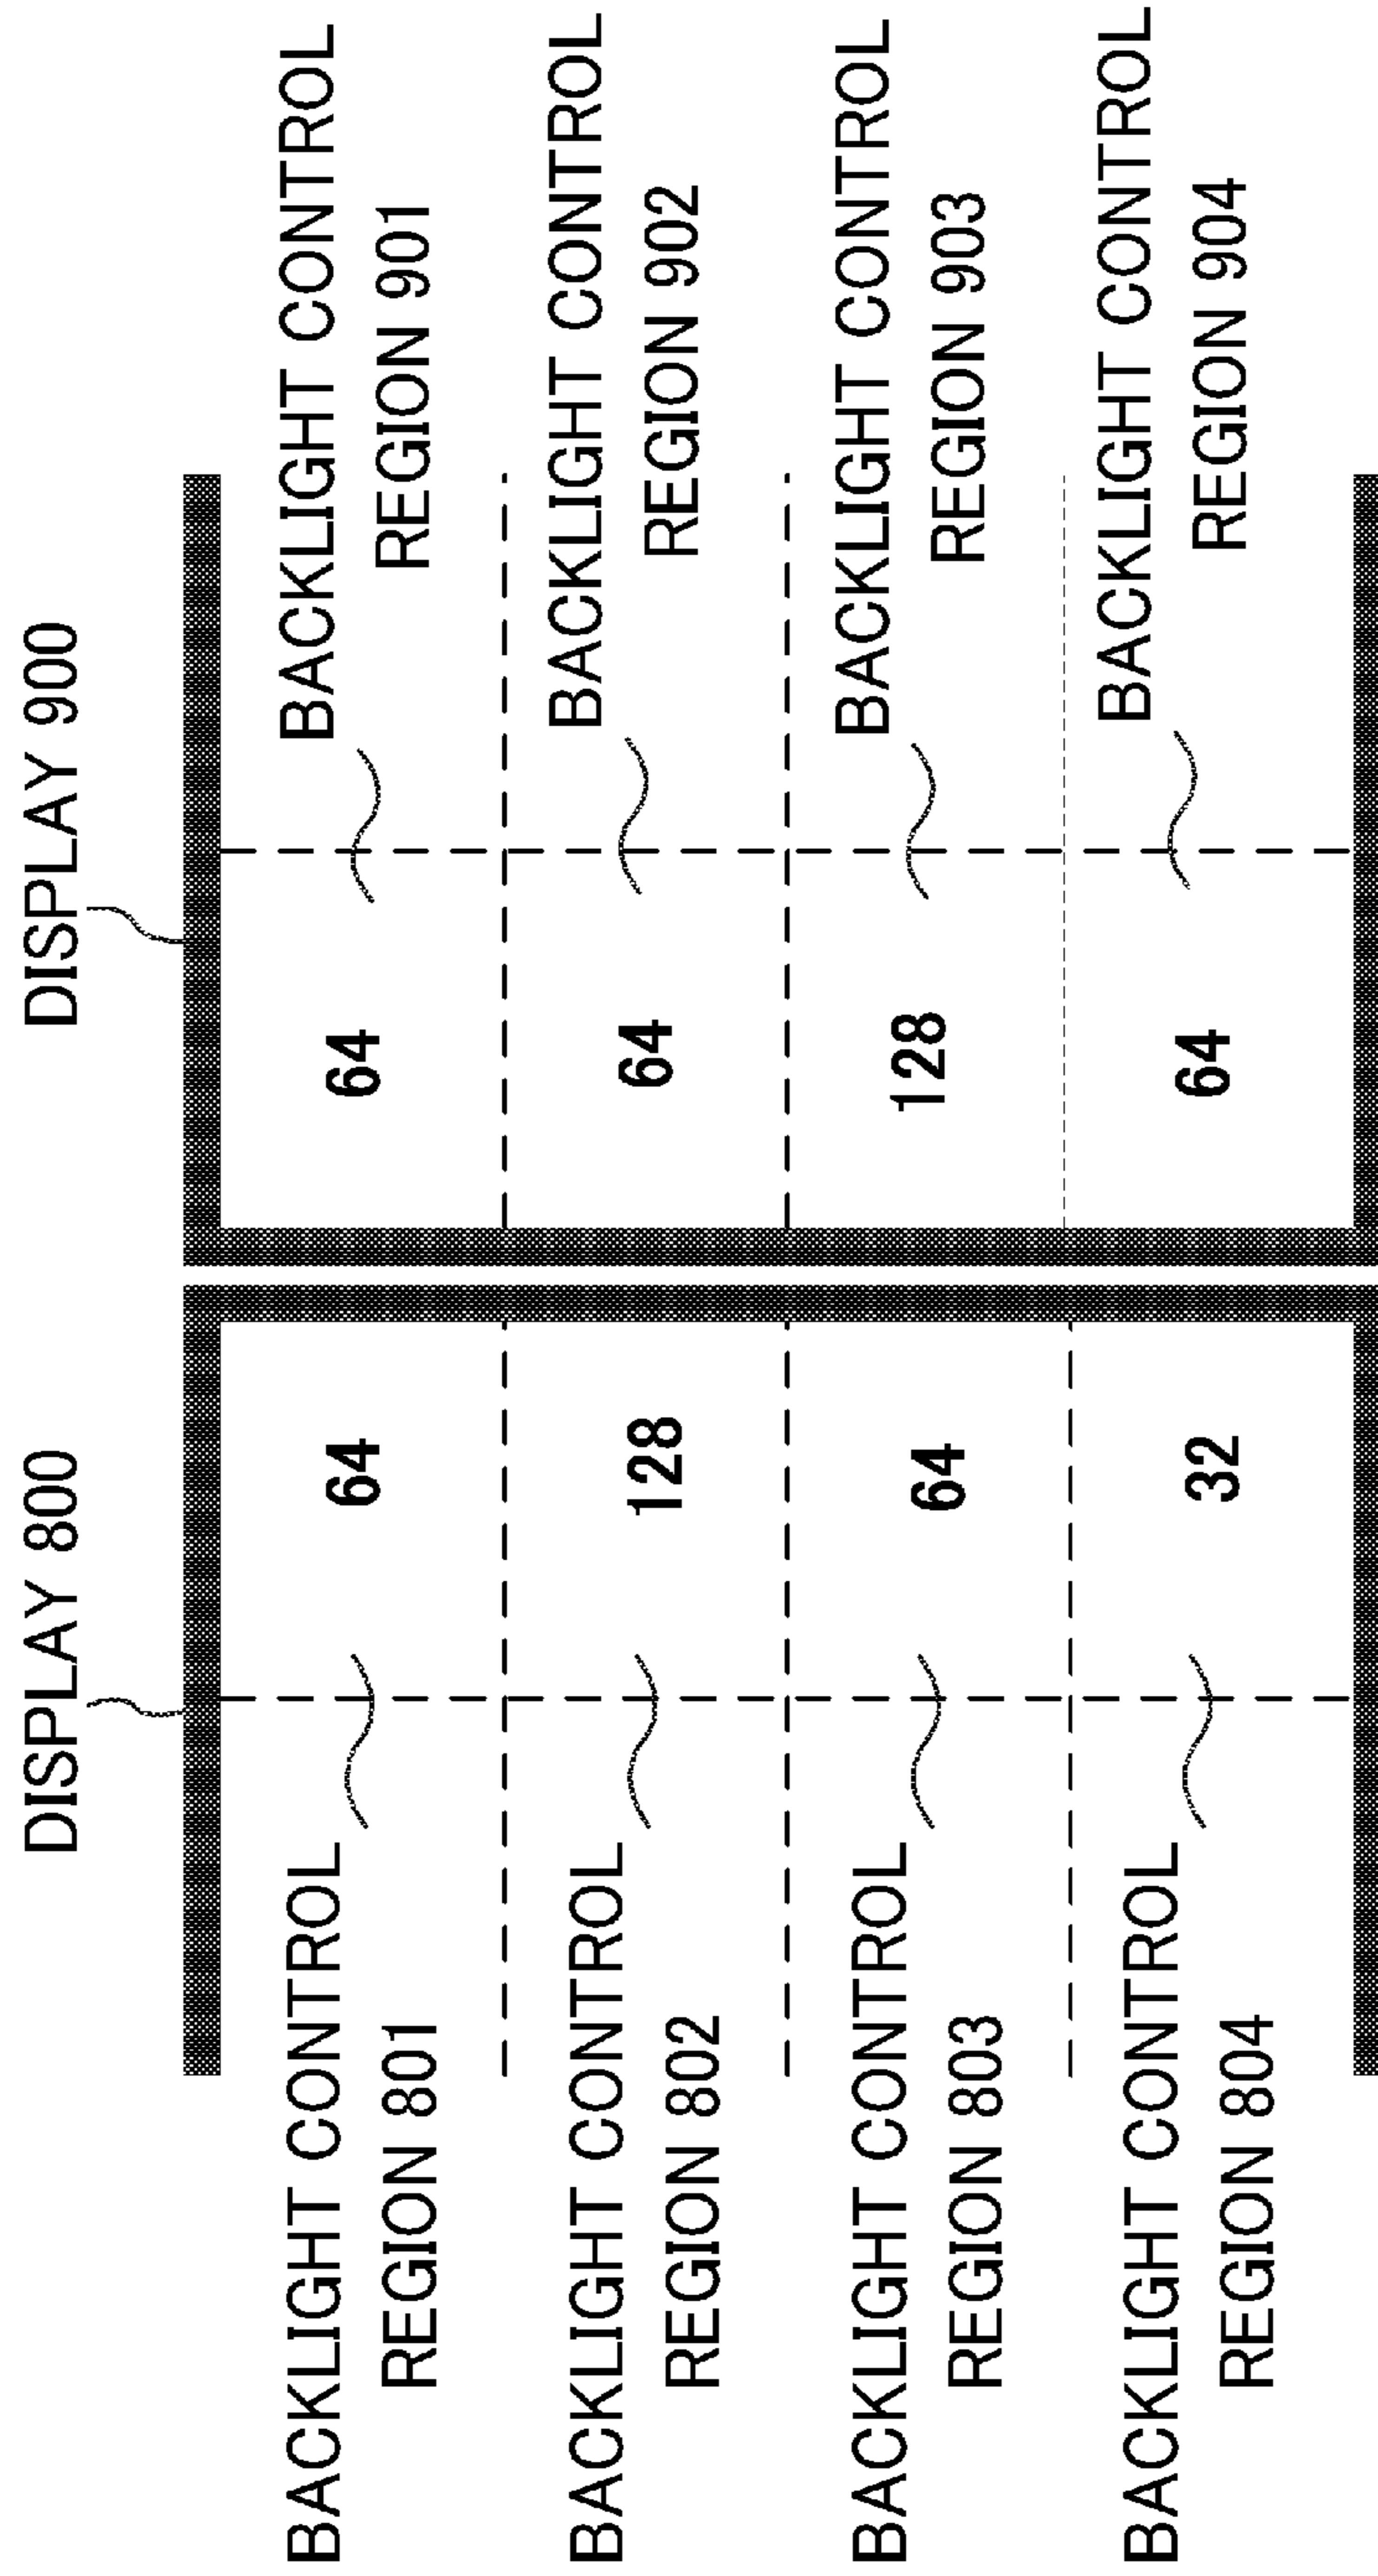 DISPLAY 800
DISPLAY 900
BACKLIGHT CONTROL
REGION 801
64
64
BACKLIGHT CONTROL
REGION 901
BACKLIGHT CONTROL
REGION 802
128
64
BACKLIGHT CONTROL
REGION 902
BACKLIGHT CONTROL
REGION 803
64
128
BACKLIGHT CONTROL
REGION 903
BACKLIGHT CONTROL
REGION 804
32
64
BACKLIGHT CONTROL
REGION 904